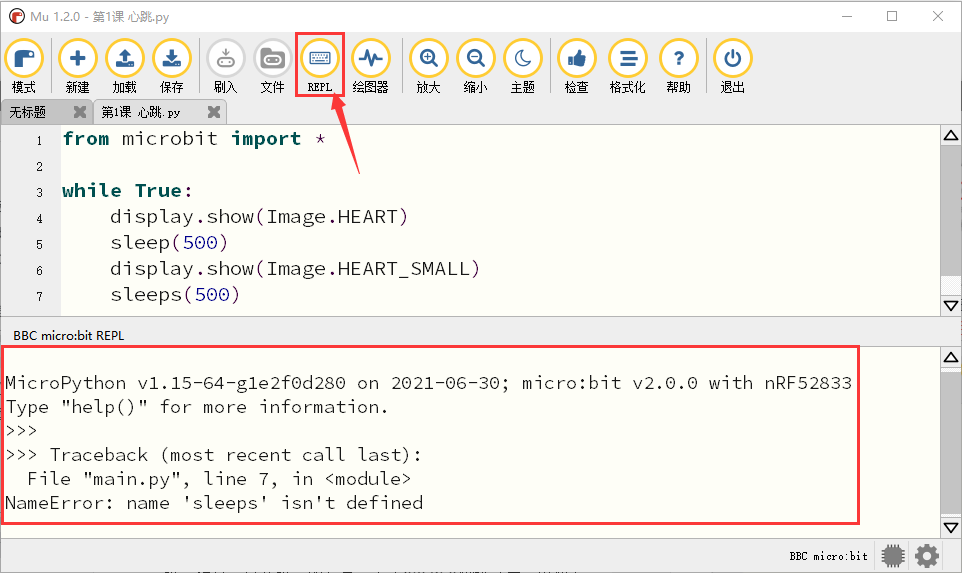 Mu 1.2.0 - 第1课 心跳.py
模式 新建 加载 保存 刷入 文件 REPL 绘图器 放大 缩小 主题 检查 格式化 帮助 退出
无标题 第1课 心跳.py
1 from microbit import *
2
3 while True:
4 display.show(Image.HEART)
5 sleep(500)
6 display.show(Image.HEART_SMALL)
7 sleeps(500)
BBC micro:bit REPL
MicroPython v1.15-64-g1e2f0d280 on 2021-06-30; micro:bit v2.0.0 with nRF52833
Type "help()" for more information.
>>>
>>> Traceback (most recent call last):
File "main.py", line 7, in <module>
NameError: name 'sleeps' isn't defined
BBC micro:bit